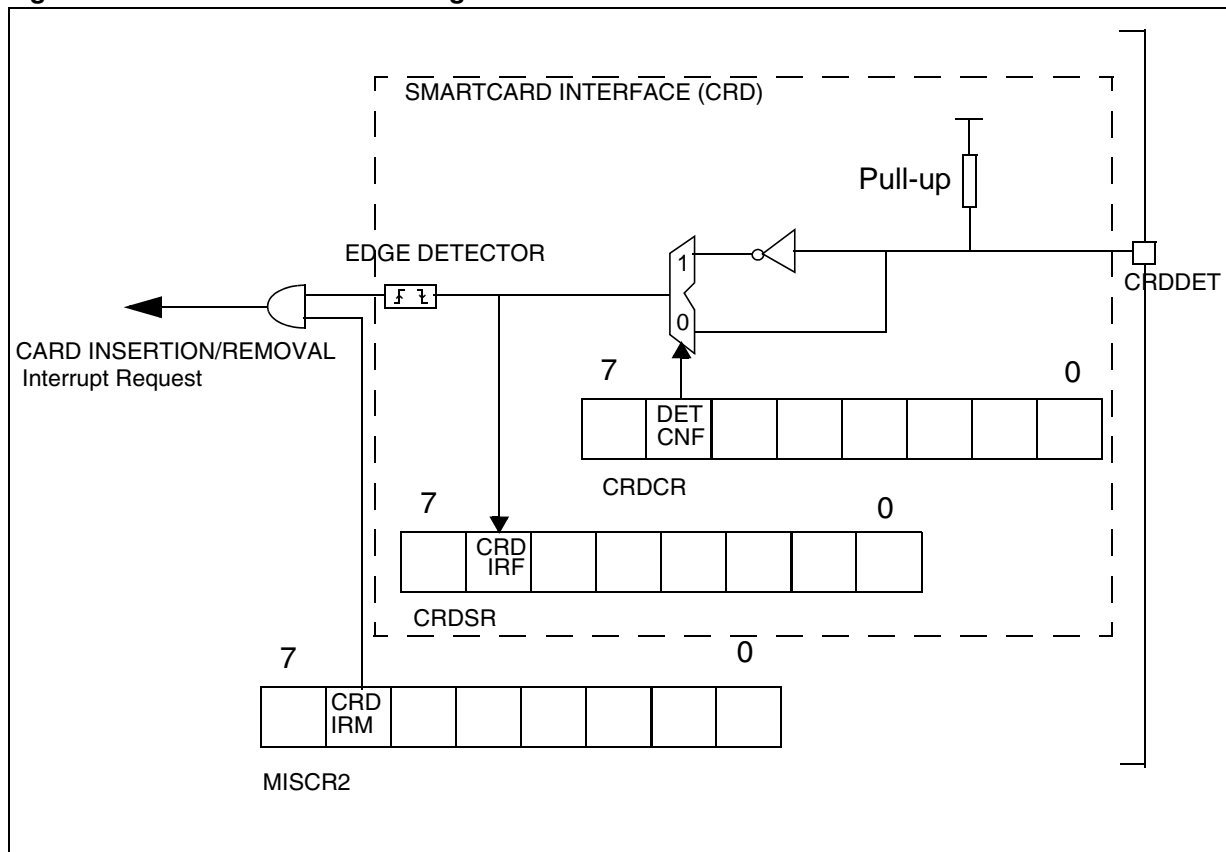 SMARTCARD INTERFACE (CRD)
Pull-up
EDGE DETECTOR
1
CRDDET
0
CARD INSERTION/REMOVAL
Interrupt Request
7
0
DET
CNF
CRDCR
7
0
CRD
IRF
CRDSR
7
0
CRD
IRM
MISCR2